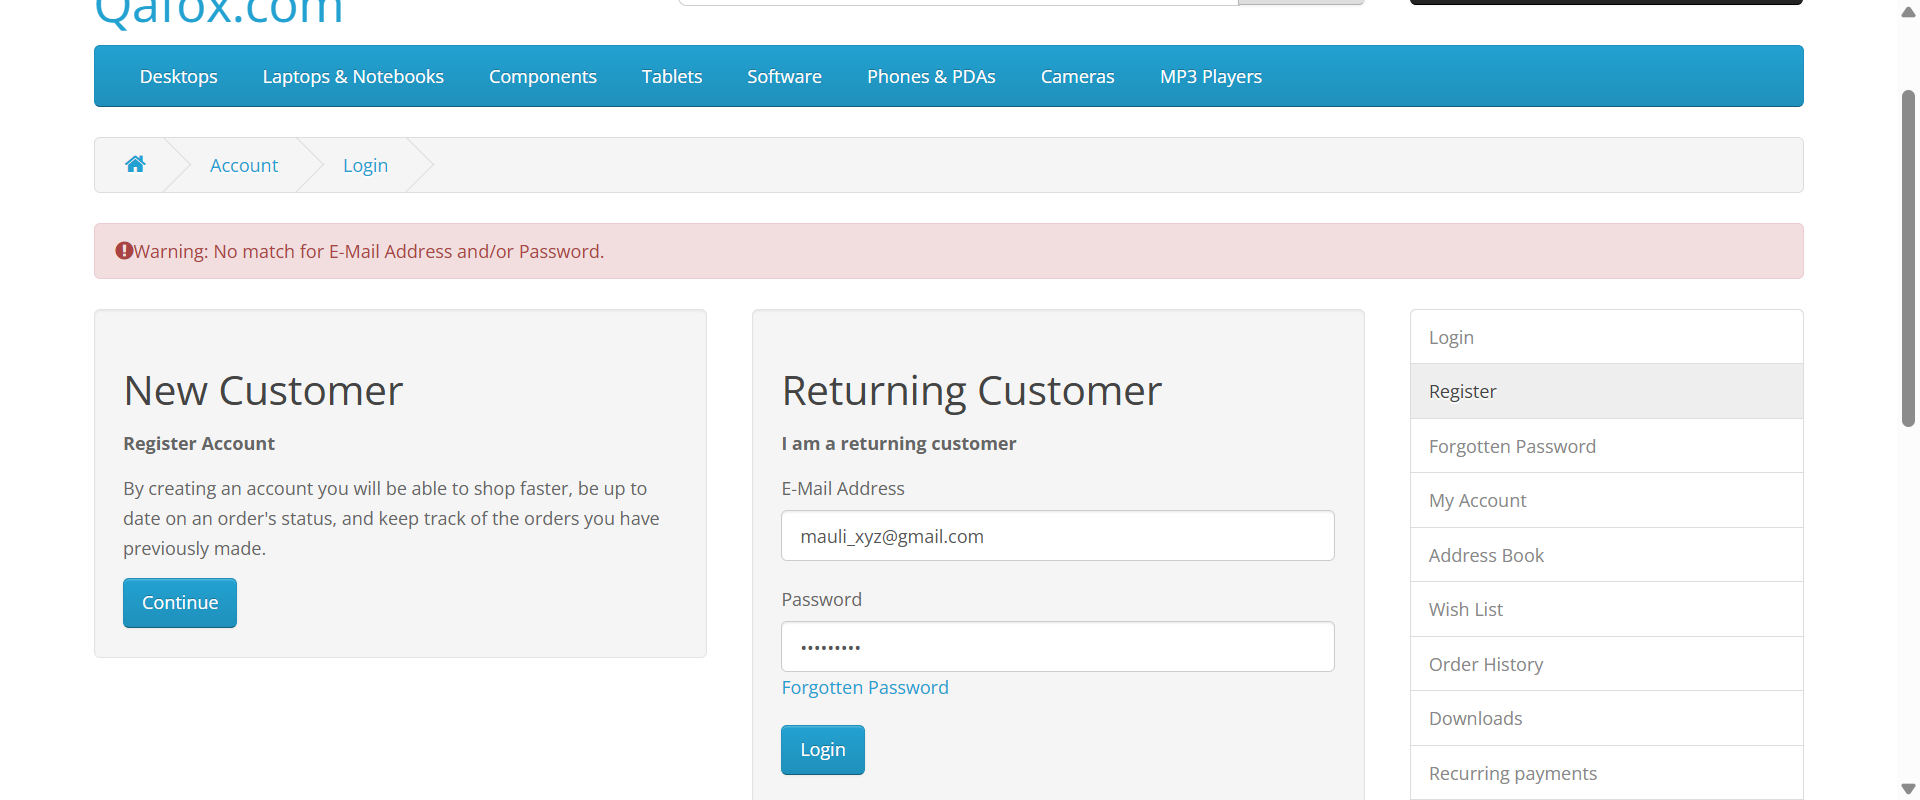 Qafox.com
Desktops Laptops & Notebooks Components Tablets Software Phones & PDAs Cameras MP3 Players
Account Login
Warning: No match for E-Mail Address and/or Password.
New Customer
Register Account
By creating an account you will be able to shop faster, be up to
date on an order's status, and keep track of the orders you have
previously made.
Continue
Returning Customer
I am a returning customer
E-Mail Address
mauli_xyz@gmail.com
Password
•••••••••
Forgotten Password
Login
Login
Register
Forgotten Password
My Account
Address Book
Wish List
Order History
Downloads
Recurring payments